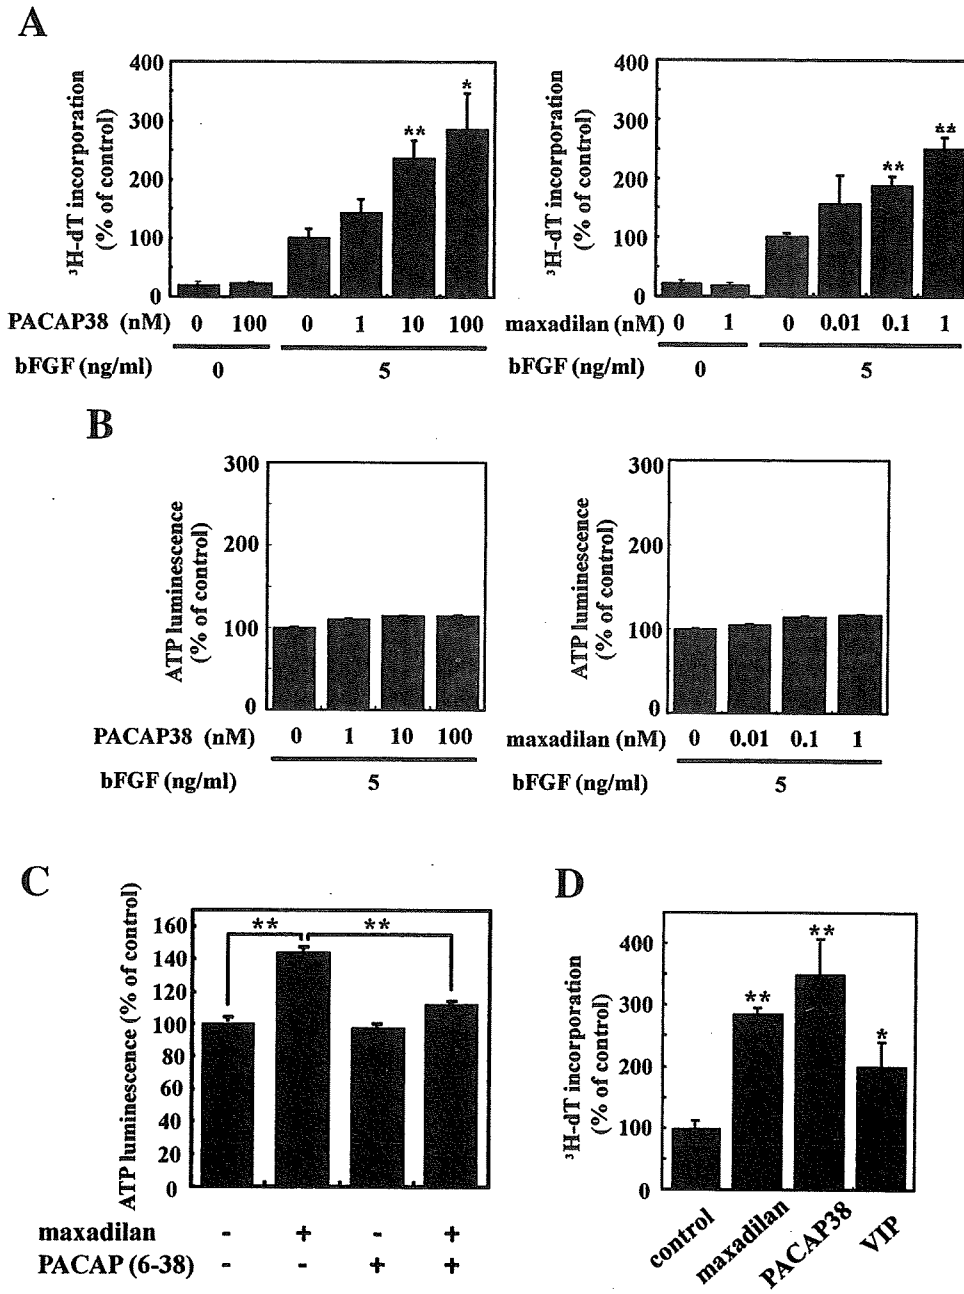 A
400
300
200
100
0
³H-dT incorporation
(% of control)
** *
PACAP38 (nM) 0 100 0 1 10 100
bFGF (ng/ml) 0 5
400
300
200
100
0
³H-dT incorporation
(% of control)
** **
maxadilan (nM) 0 1 0 0.01 0.1 1
bFGF (ng/ml) 0 5
B
300
200
100
0
ATP luminescence
(% of control)
PACAP38 (nM) 0 1 10 100
bFGF (ng/ml) 5
300
200
100
0
ATP luminescence
(% of control)
maxadilan (nM) 0 0.01 0.1 1
bFGF (ng/ml) 5
C
160
140
120
100
80
60
40
20
0
ATP luminescence (% of control)
** **
maxadilan - + - +
PACAP (6-38) - - + +
D
400
300
200
100
0
³H-dT incorporation
(% of control)
** ** *
control maxadilan PACAP38 VIP